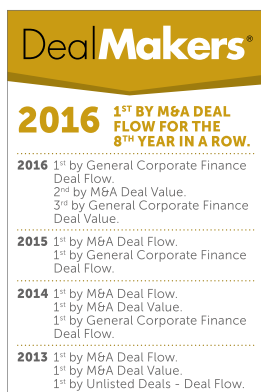 DealMakers®
2016 1ST BY M&A DEAL
FLOW FOR THE
8TH YEAR IN A ROW.
2016 1st by General Corporate Finance
Deal Flow.
2nd by M&A Deal Value.
3rd by General Corporate Finance
Deal Value.
2015 1st by M&A Deal Flow.
1st by General Corporate Finance
Deal Flow.
2014 1st by M&A Deal Flow.
1st by M&A Deal Value.
1st by General Corporate Finance
Deal Flow.
2013 1st by M&A Deal Flow.
1st by M&A Deal Value.
1st by Unlisted Deals - Deal Flow.